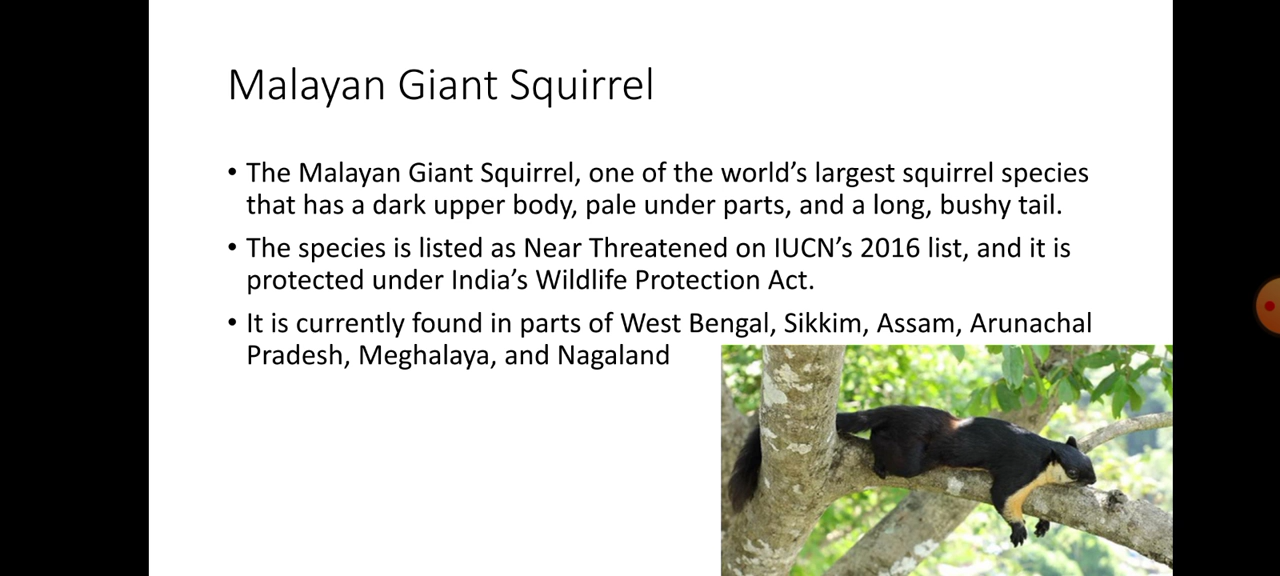 Malayan Giant Squirrel
• The Malayan Giant Squirrel, one of the world’s largest squirrel species
that has a dark upper body, pale under parts, and a long, bushy tail.
• The species is listed as Near Threatened on IUCN’s 2016 list, and it is
protected under India’s Wildlife Protection Act.
• It is currently found in parts of West Bengal, Sikkim, Assam, Arunachal
Pradesh, Meghalaya, and Nagaland